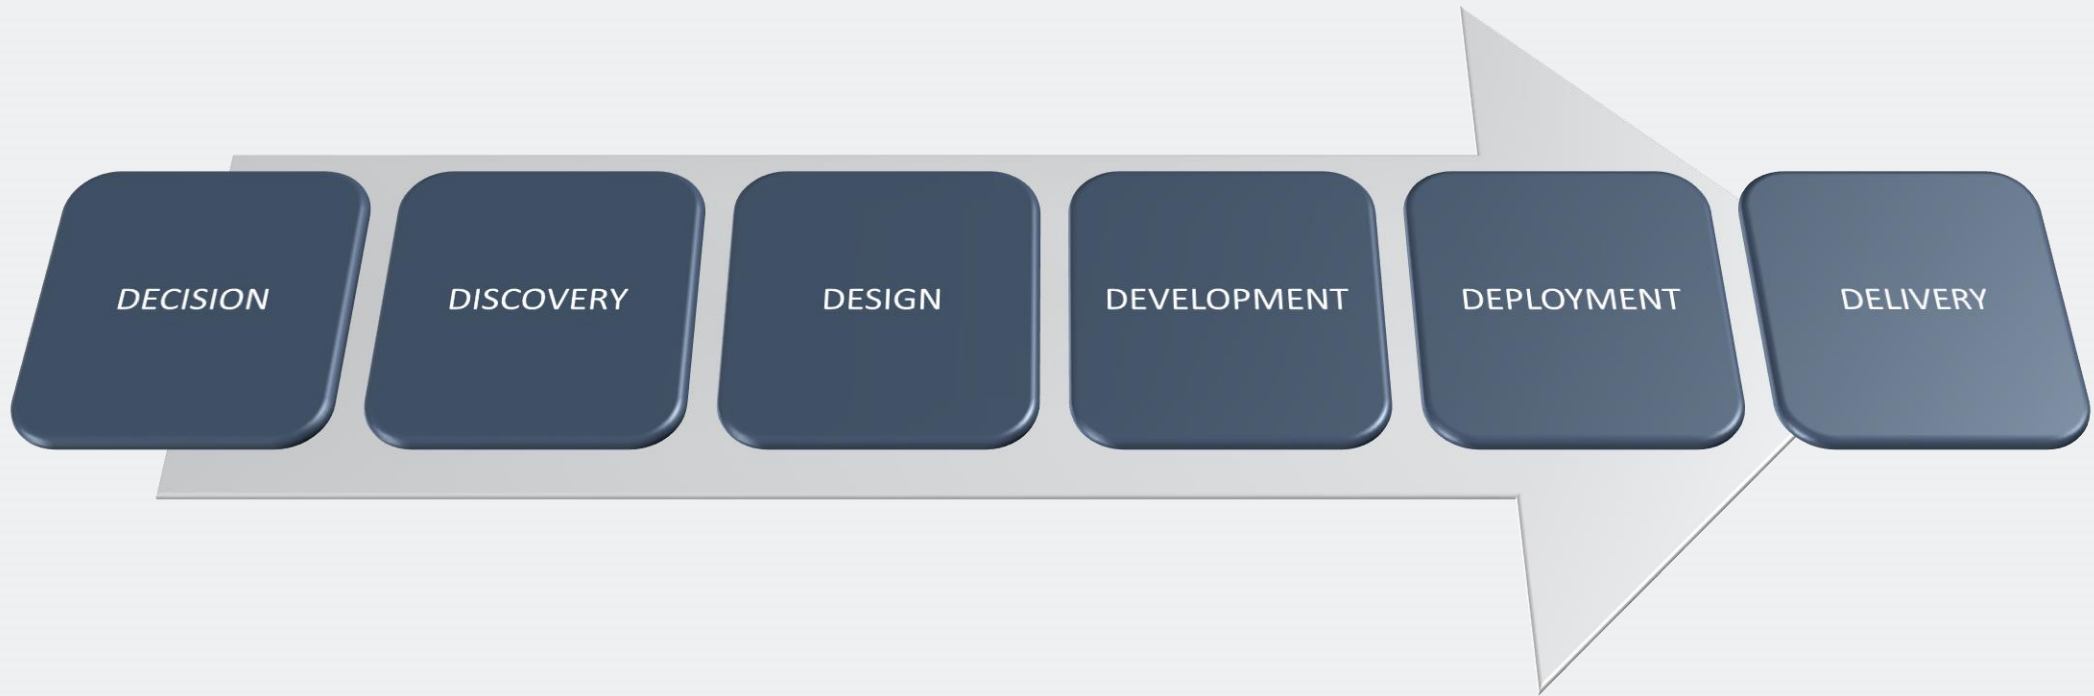 DECISION
DISCOVERY
DESIGN
DEVELOPMENT
DEPLOYMENT
DELIVERY